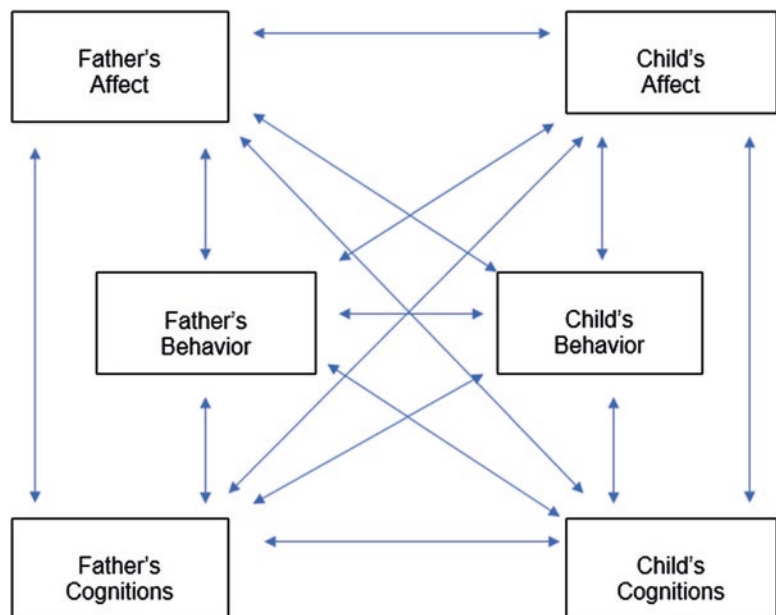 Father's
Affect
Child's
Affect
Father's
Behavior
Child's
Behavior
Father's
Cognitions
Child's
Cognitions